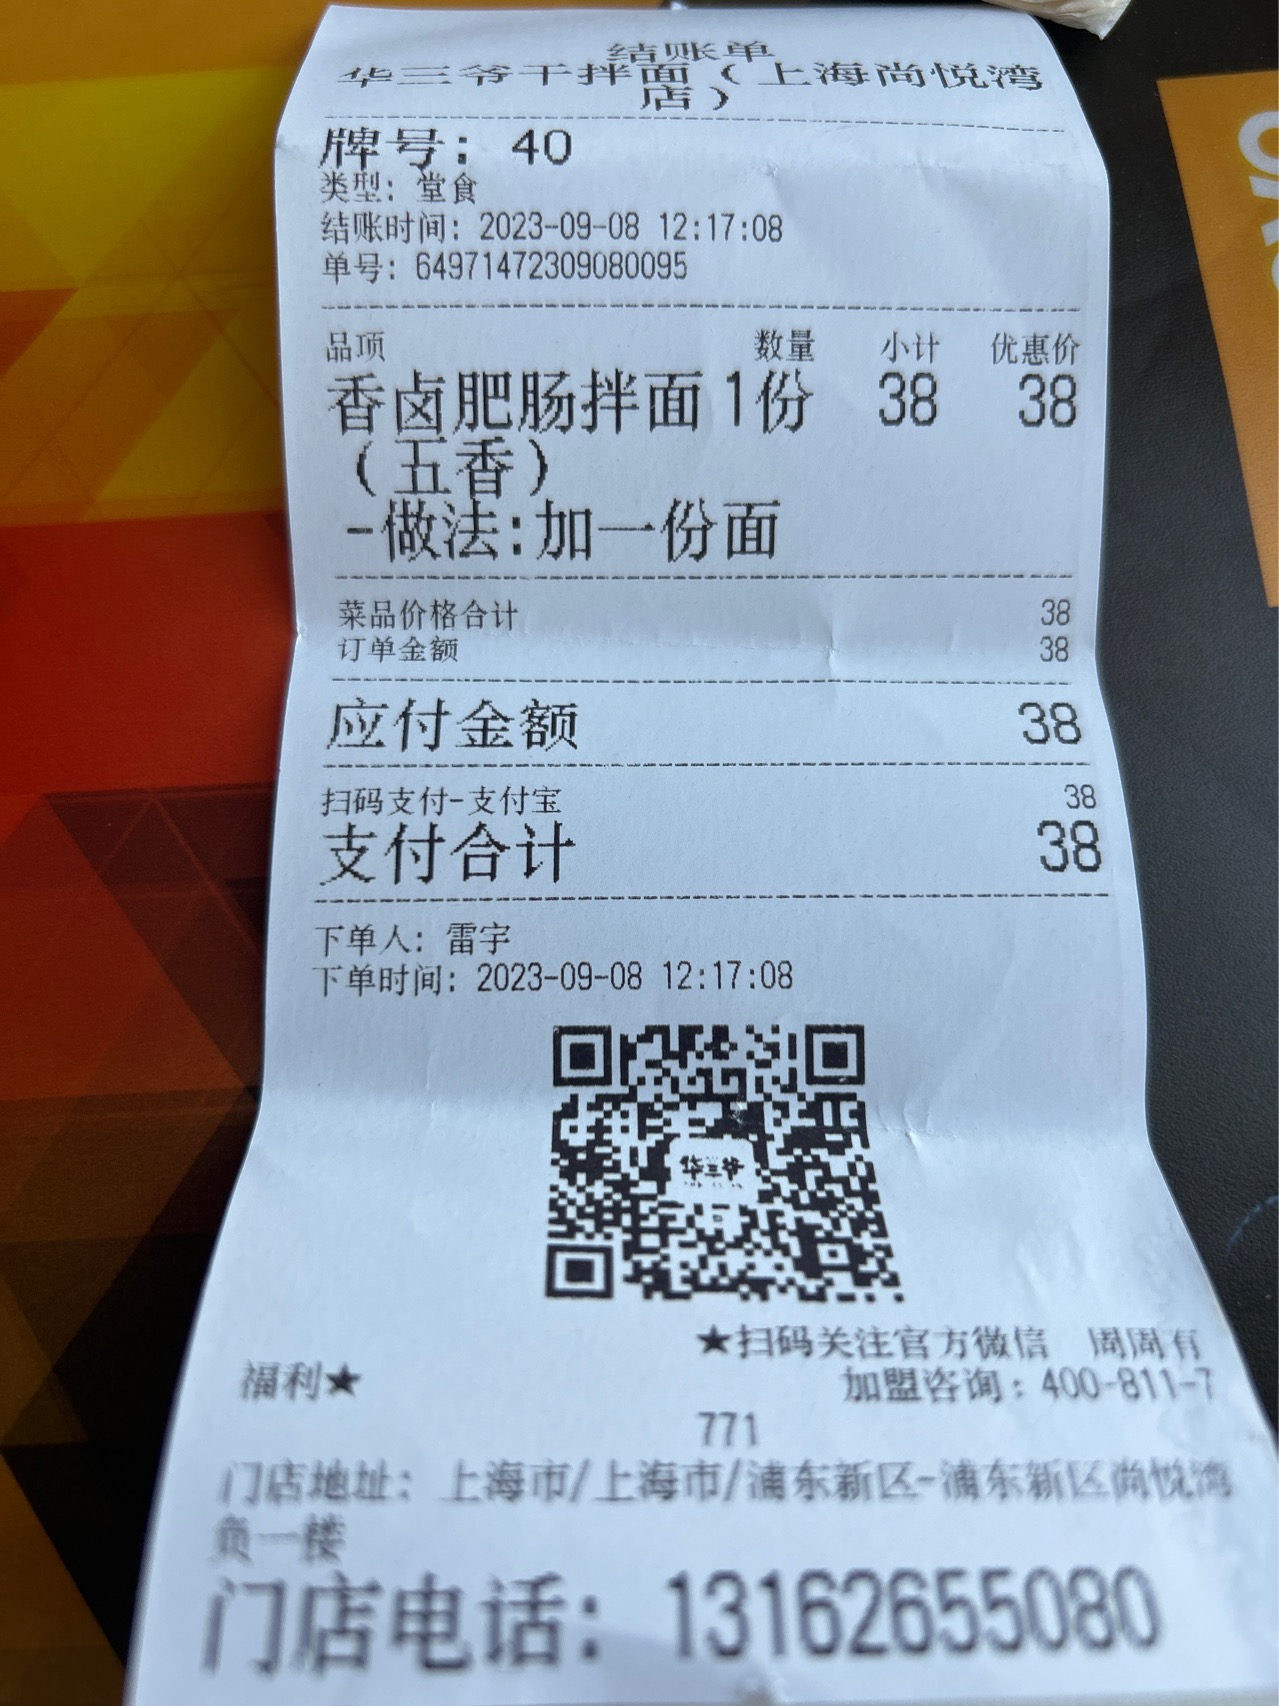 结账单
华三爷干拌面（上海尚悦湾
店）
牌号：40
类型：堂食
结账时间：2023-09-08 12:17:08
单号：64971472309080095
品项 数量 小计 优惠价
香卤肥肠拌面 1份 38 38
（五香）
-做法:加一份面
菜品价格合计 38
订单金额 38
应付金额 38
扫码支付-支付宝 38
支付合计 38
下单人：雷宇
下单时间：2023-09-08 12:17:08
华三爷
★扫码关注官方微信 周周有
福利★ 加盟咨询：400-811-7
771
门店地址：上海市/上海市/浦东新区-浦东新区尚悦湾
负一楼
门店电话：13162655080